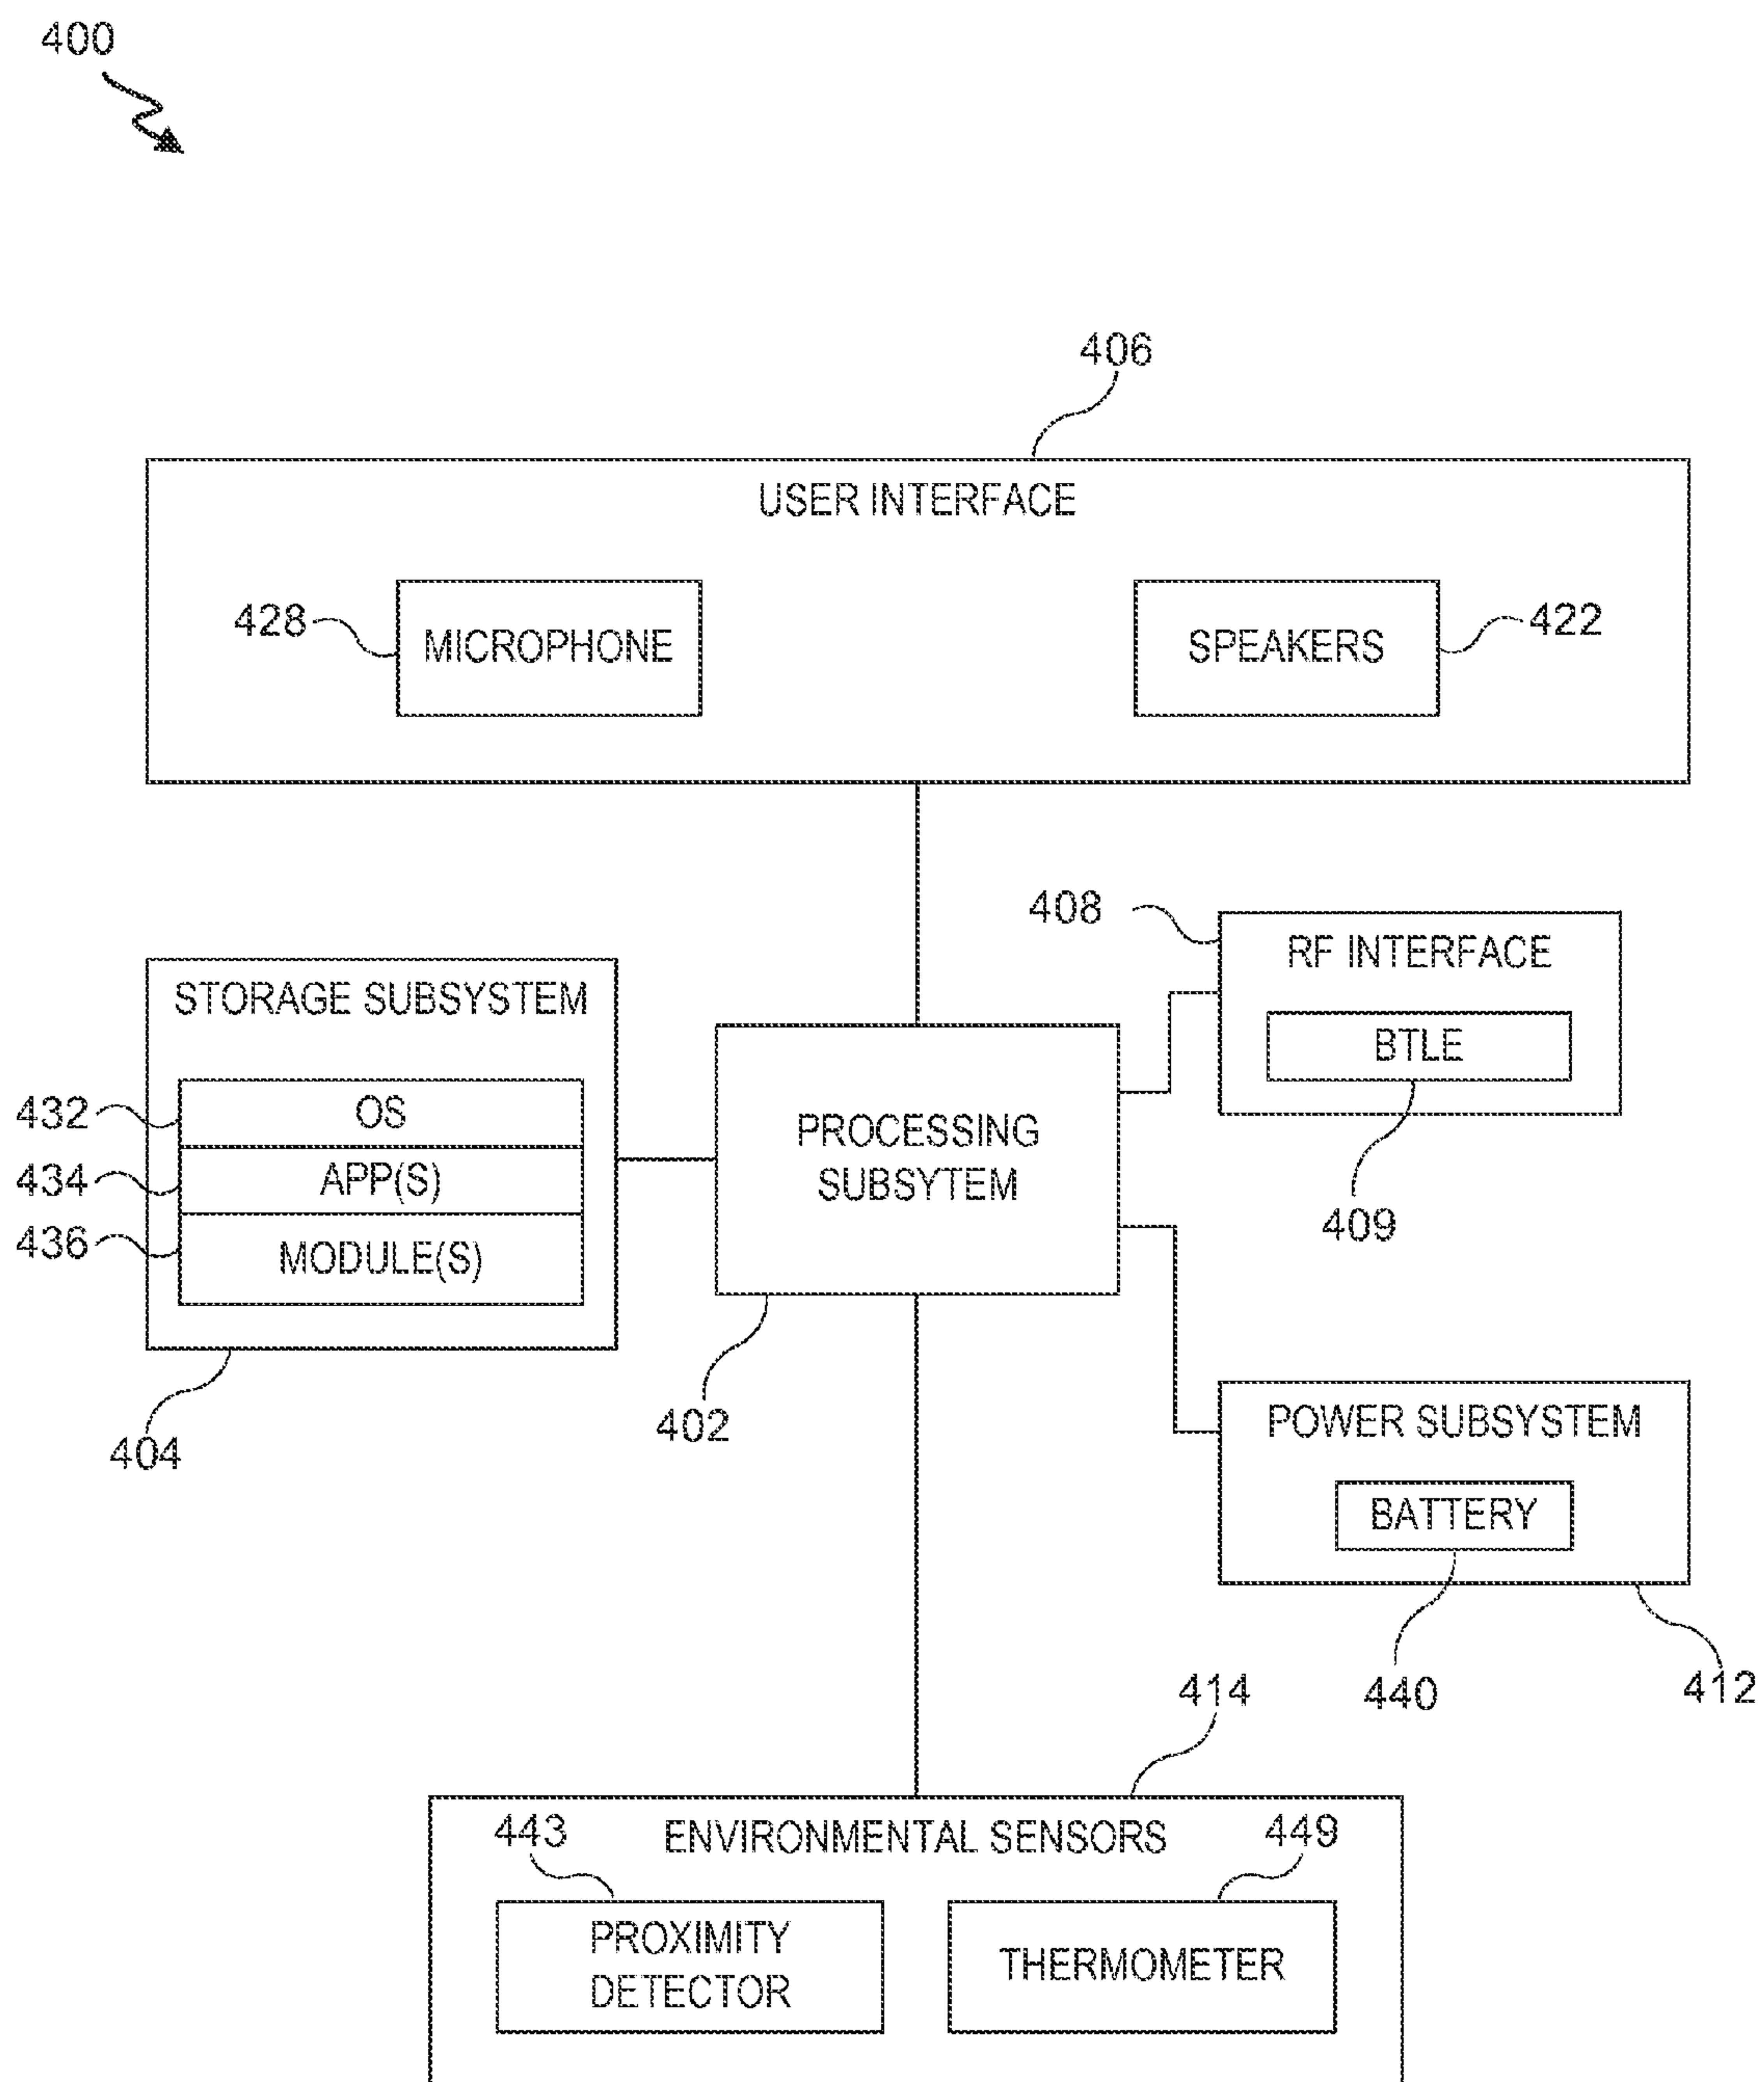 400
406
USER INTERFACE
428
MICROPHONE
SPEAKERS
422
408
RF INTERFACE
BTLE
409
STORAGE SUBSYSTEM
432
OS
434
APP(S)
436
MODULE(S)
404
PROCESSING
SUBSYTEM
402
POWER SUBSYSTEM
BATTERY
440
412
414
ENVIRONMENTAL SENSORS
443
PROXIMITY
DETECTOR
449
THERMOMETER